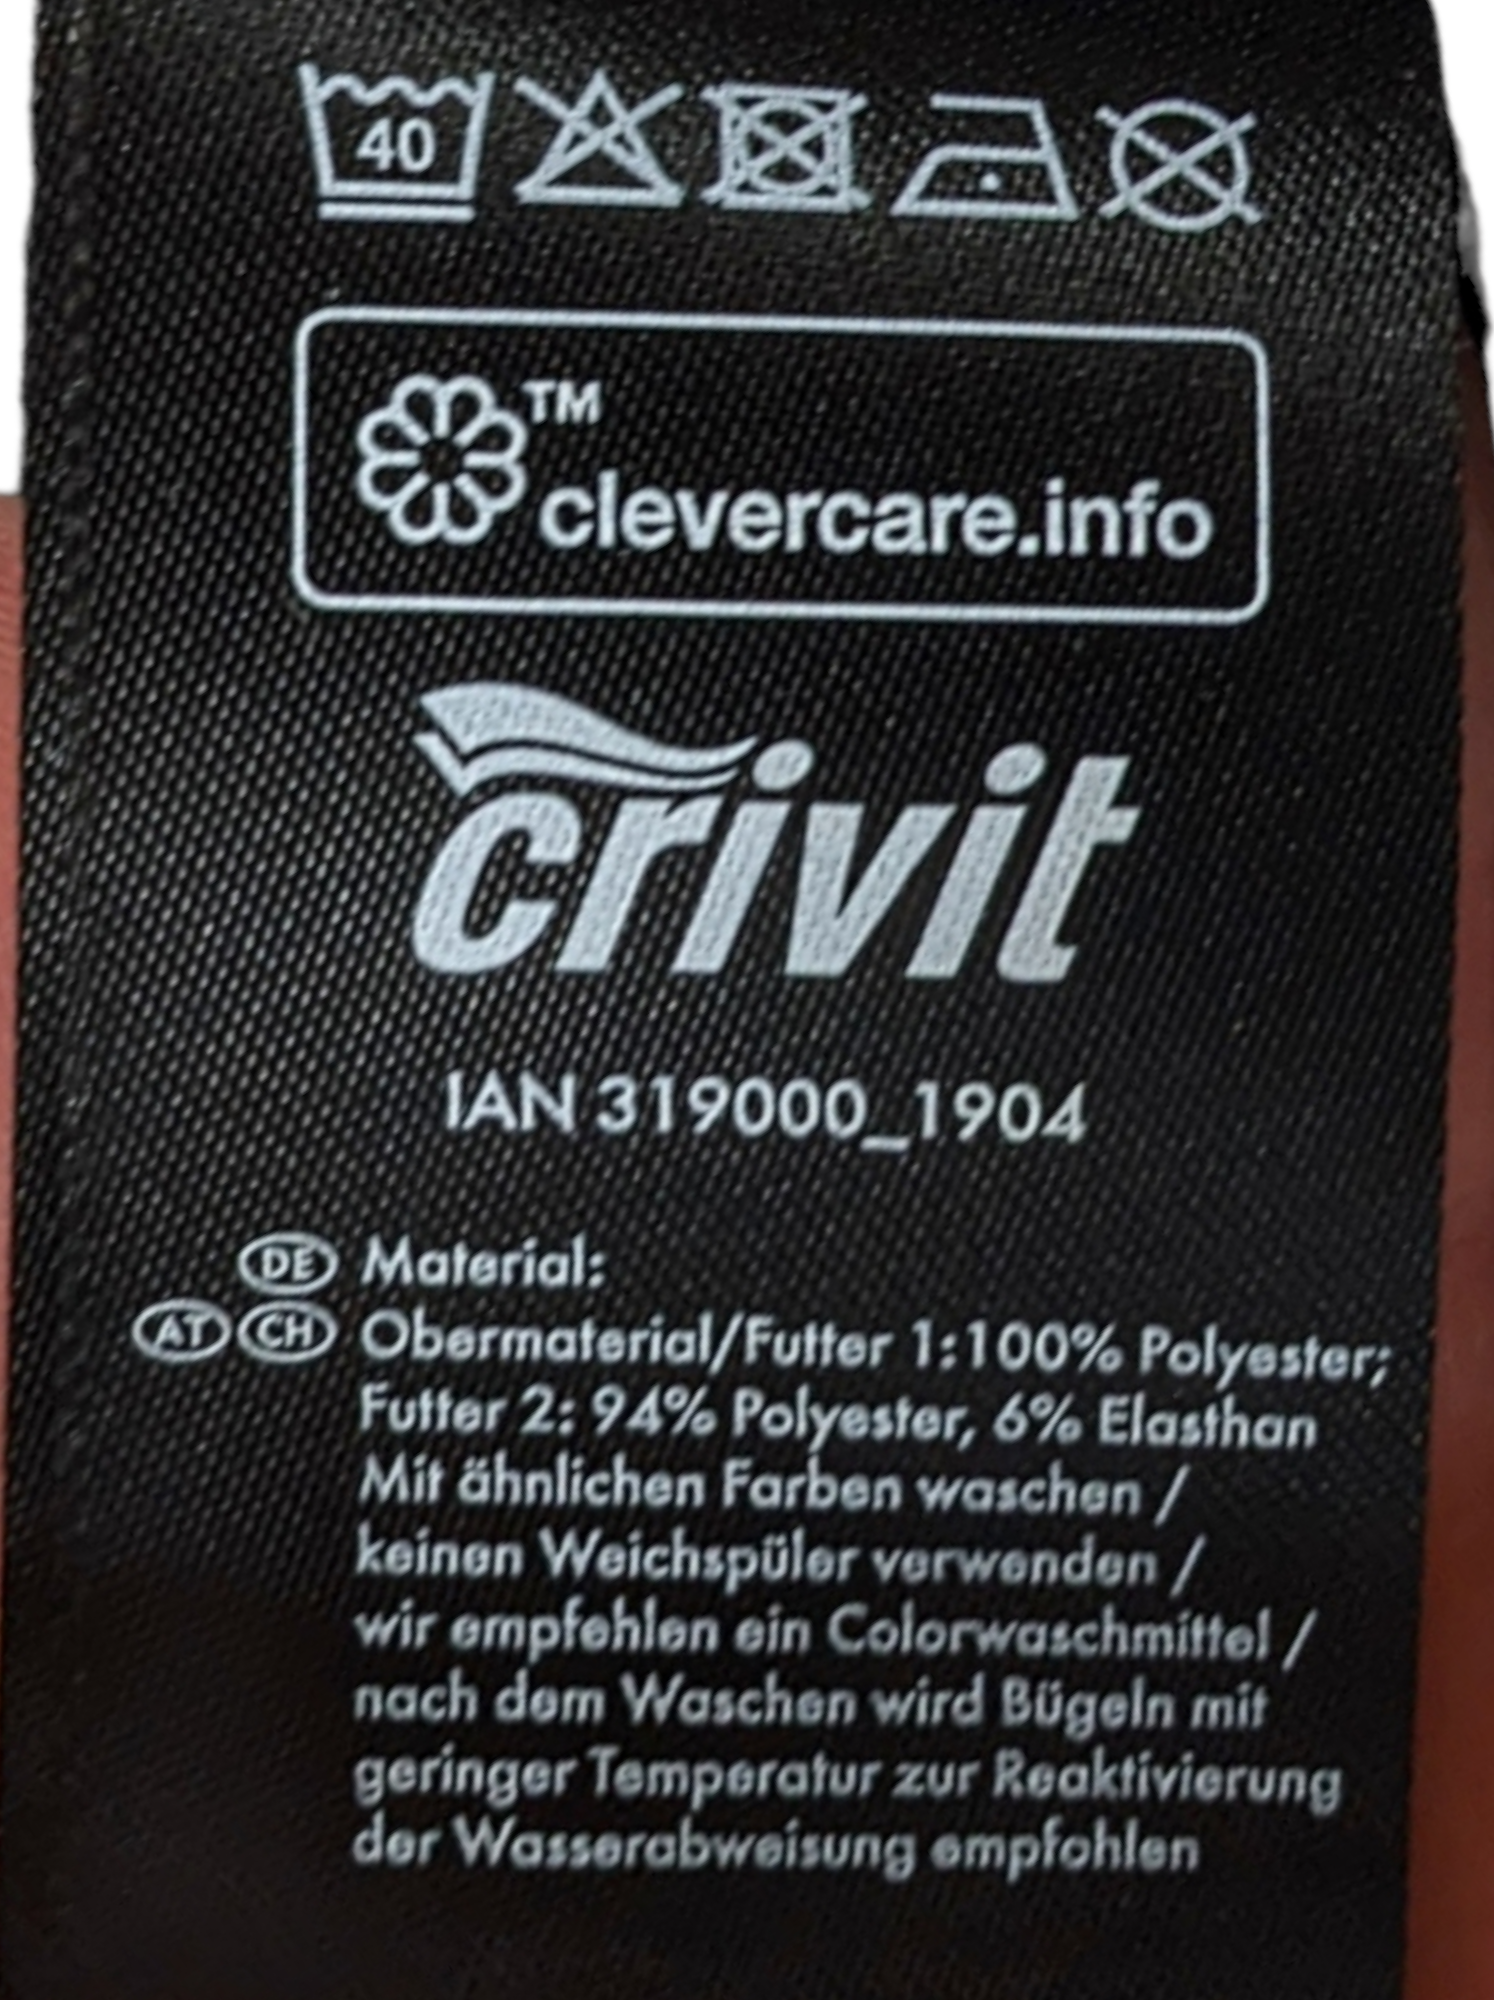 40
TM
clevercare.info
crivit
IAN 319000_1904
DE Material:
AT CH Obermaterial/Futter 1:100% Polyester;
Futter 2: 94% Polyester, 6% Elasthan
Mit ähnlichen Farben waschen /
keinen Weichspüler verwenden /
wir empfehlen ein Colorwaschmittel /
nach dem Waschen wird Bügeln mit
geringer Temperatur zur Reaktivierung
der Wasserabweisung empfohlen